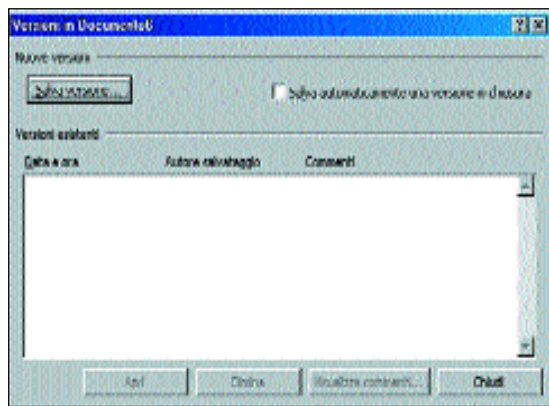 Versioni in Documento8
Nuove versioni
Salva versione...
Salva automaticamente una versione in chiusura
Versioni esistenti
Data e ora Autore salvataggio Commenti
Apri Elimina Visualizza commenti... Chiudi